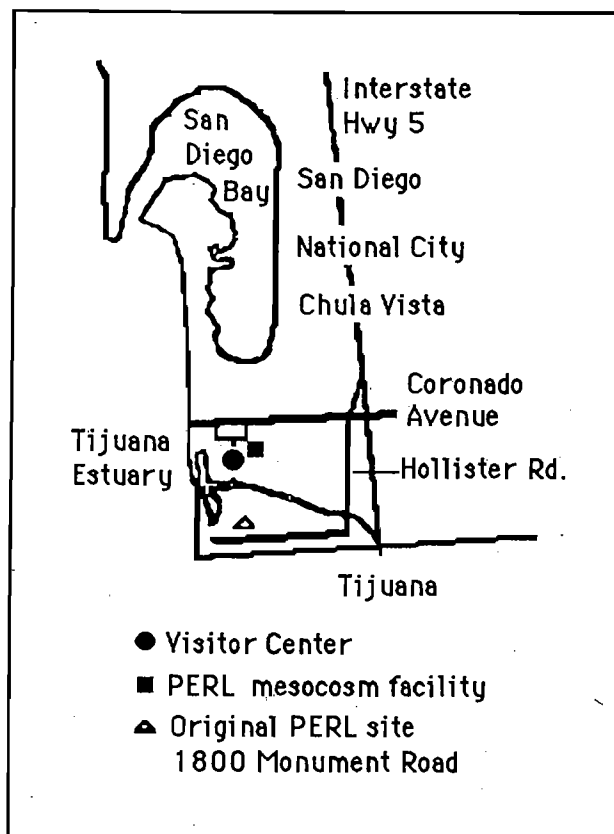 Interstate
Hwy 5
San
Diego
Bay
San Diego
National City
Chula Vista
Coronado
Avenue
Tijuana
Estuary
Hollister Rd.
Tijuana
Visitor Center
PERL mesocosm facility
Original PERL site
1800 Monument Road